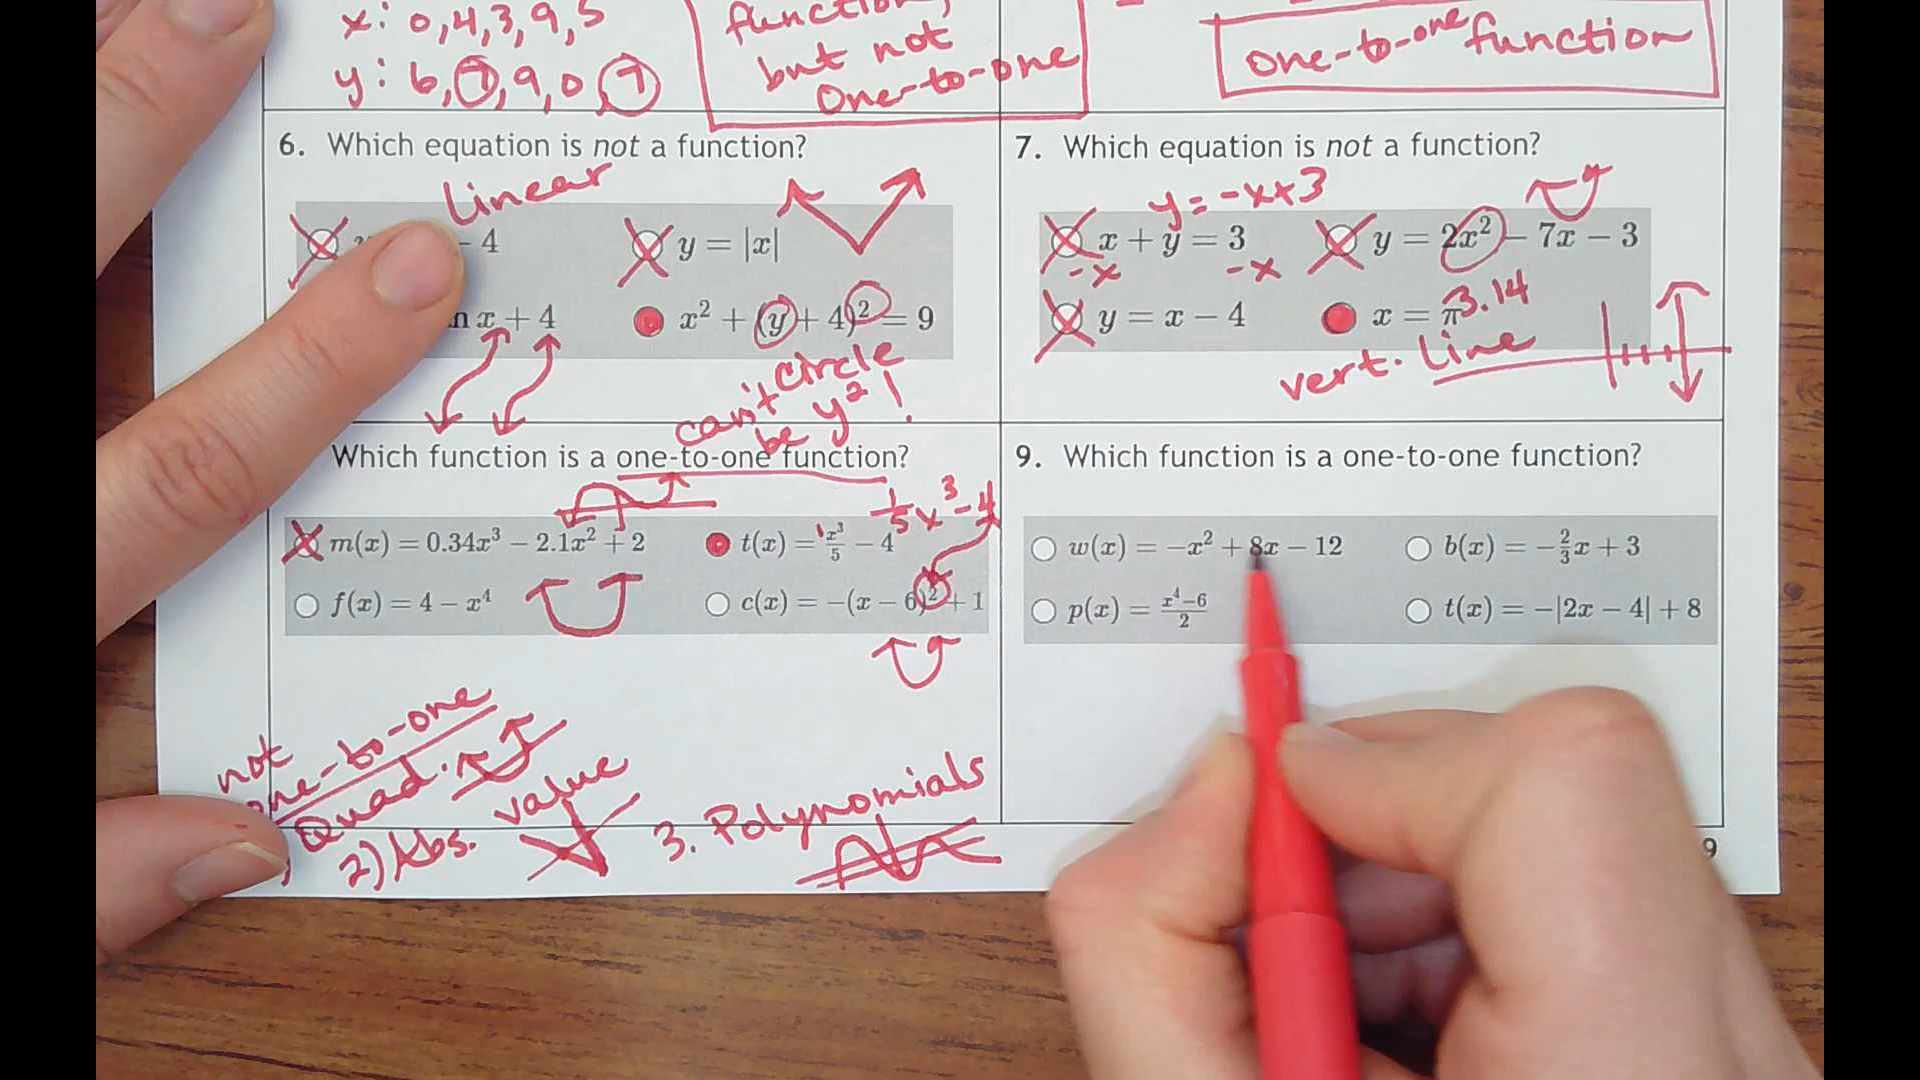 x: 0,4,3,9,5
y: 6,7,9,0,7
function,
but not
one-to-one
one-to-one function
6. Which equation is not a function?
linear
- 4
y = |x|
x + 4
x² + (y + 4)² = 9
circle
can't
be y²!
7. Which equation is not a function?
y = -x+3
x + y = 3
-x -x
y = 2x² - 7x - 3
y = x - 4
x = π
3.14
vert. line
Which function is a one-to-one function?
1/5 x³ - 4
m(x) = 0.34x³ - 2.1x² + 2
t(x) = x³/5 - 4
f(x) = 4 - x⁴
c(x) = -(x - 6)² + 1
9. Which function is a one-to-one function?
w(x) = -x² + 8x - 12
b(x) = -2/3x + 3
p(x) = x⁴-6/2
t(x) = -|2x - 4| + 8
not
one-to-one
Quad.
2) Abs. value
3. Polynomials
9